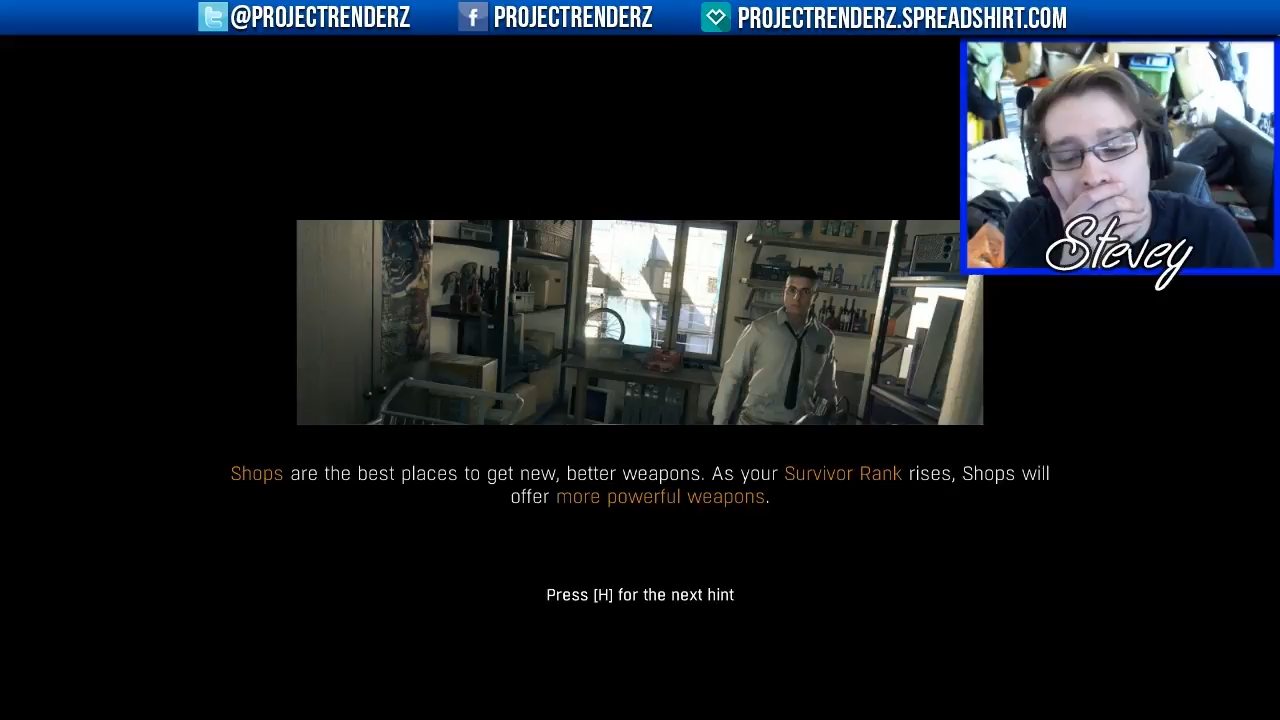 @PROJECTRENDERZ PROJECTRENDERZ PROJECTRENDERZ.SPREADSHIRT.COM
Stevey
Shops are the best places to get new, better weapons. As your Survivor Rank rises, Shops will
offer more powerful weapons.
Press [H] for the next hint